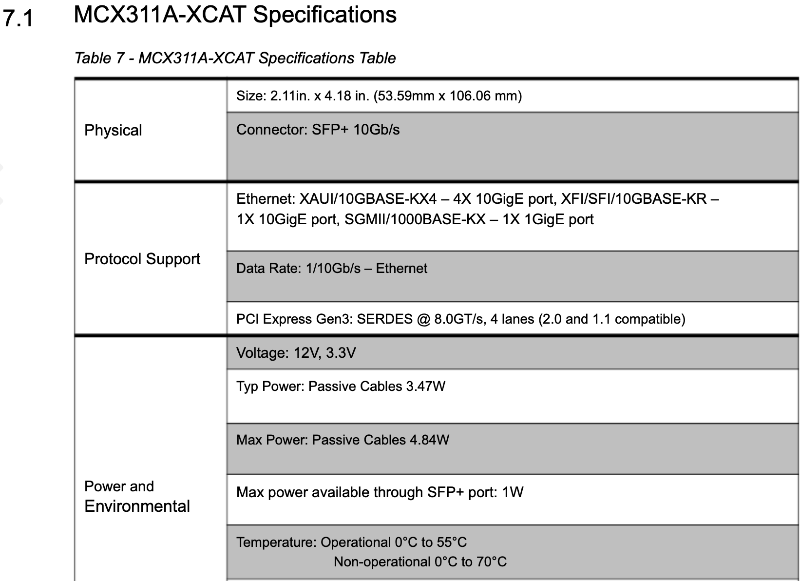 7.1 MCX311A-XCAT Specifications
Table 7 - MCX311A-XCAT Specifications Table
Physical
Size: 2.11in. x 4.18 in. (53.59mm x 106.06 mm)
Connector: SFP+ 10Gb/s
Protocol Support
Ethernet: XAUI/10GBASE-KX4 – 4X 10GigE port, XFI/SFI/10GBASE-KR –
1X 10GigE port, SGMII/1000BASE-KX – 1X 1GigE port
Data Rate: 1/10Gb/s – Ethernet
PCI Express Gen3: SERDES @ 8.0GT/s, 4 lanes (2.0 and 1.1 compatible)
Power and
Environmental
Voltage: 12V, 3.3V
Typ Power: Passive Cables 3.47W
Max Power: Passive Cables 4.84W
Max power available through SFP+ port: 1W
Temperature: Operational 0°C to 55°C
Non-operational 0°C to 70°C